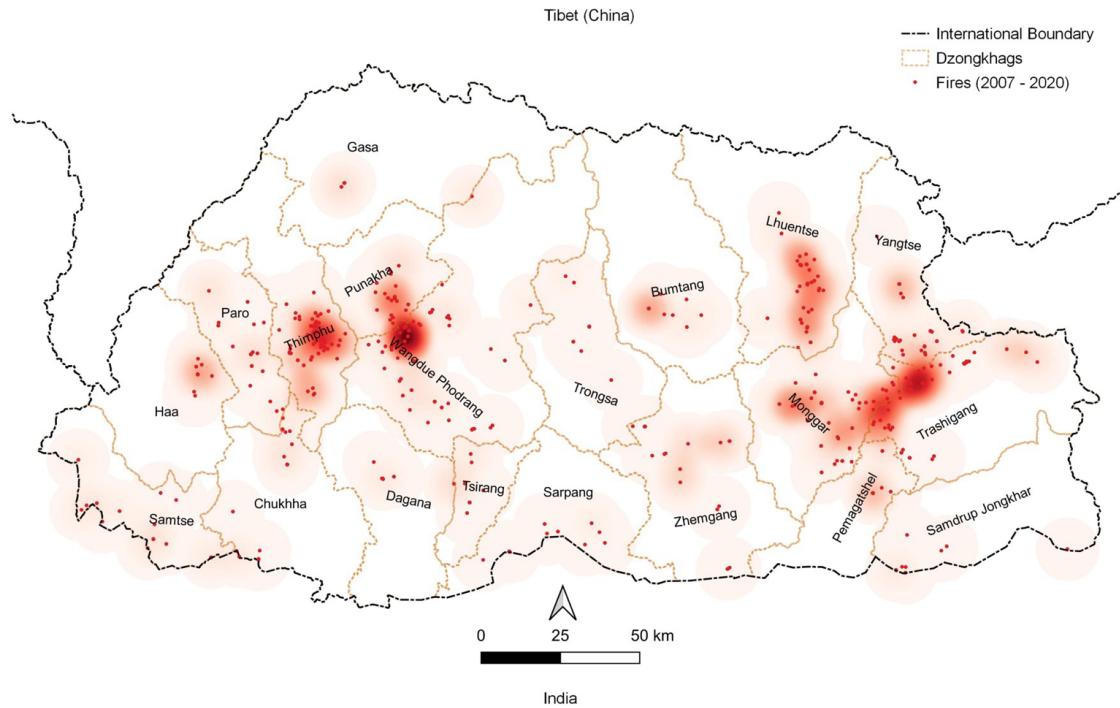 Tibet (China)
International Boundary
Dzongkhags
Fires (2007 - 2020)
Gasa
Lhuentse
Yangtse
Punakha
Bumtang
Paro
Thimphu
Wangdue Phodrang
Trongsa
Haa
Monggar
Trashigang
Chukhha
Dagana
Tsirang
Sarpang
Samtse
Zhemgang
Pemagatshel
Samdrup Jongkhar
0 25 50 km
India